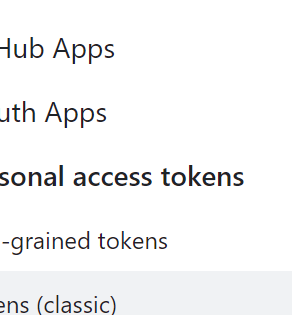 Hub Apps
uth Apps
sonal access tokens
-grained tokens
ens (classic)